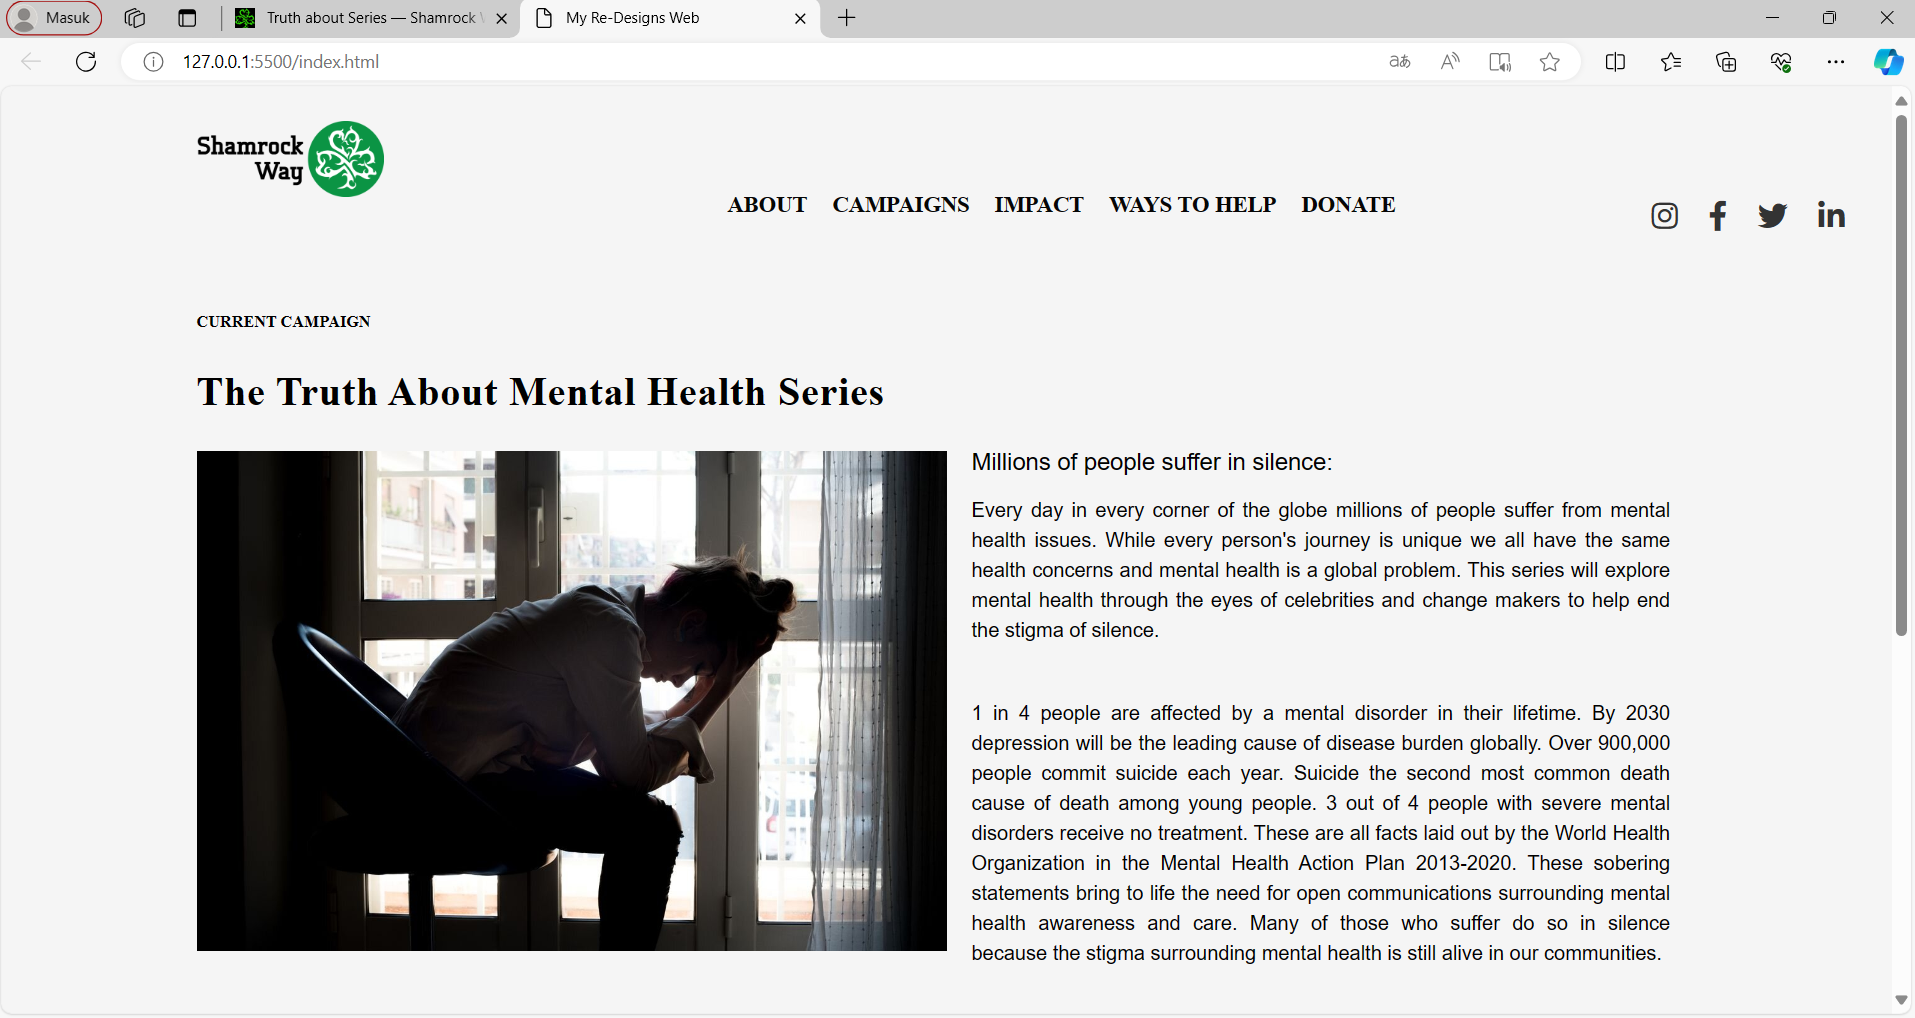 Masuk
Truth about Series — Shamrock
My Re-Designs Web
127.0.0.1:5500/index.html
Shamrock
Way
ABOUT CAMPAIGNS IMPACT WAYS TO HELP DONATE
CURRENT CAMPAIGN
The Truth About Mental Health Series
Millions of people suffer in silence:
Every day in every corner of the globe millions of people suffer from mental
health issues. While every person's journey is unique we all have the same
health concerns and mental health is a global problem. This series will explore
mental health through the eyes of celebrities and change makers to help end
the stigma of silence.
1 in 4 people are affected by a mental disorder in their lifetime. By 2030
depression will be the leading cause of disease burden globally. Over 900,000
people commit suicide each year. Suicide the second most common death
cause of death among young people. 3 out of 4 people with severe mental
disorders receive no treatment. These are all facts laid out by the World Health
Organization in the Mental Health Action Plan 2013-2020. These sobering
statements bring to life the need for open communications surrounding mental
health awareness and care. Many of those who suffer do so in silence
because the stigma surrounding mental health is still alive in our communities.